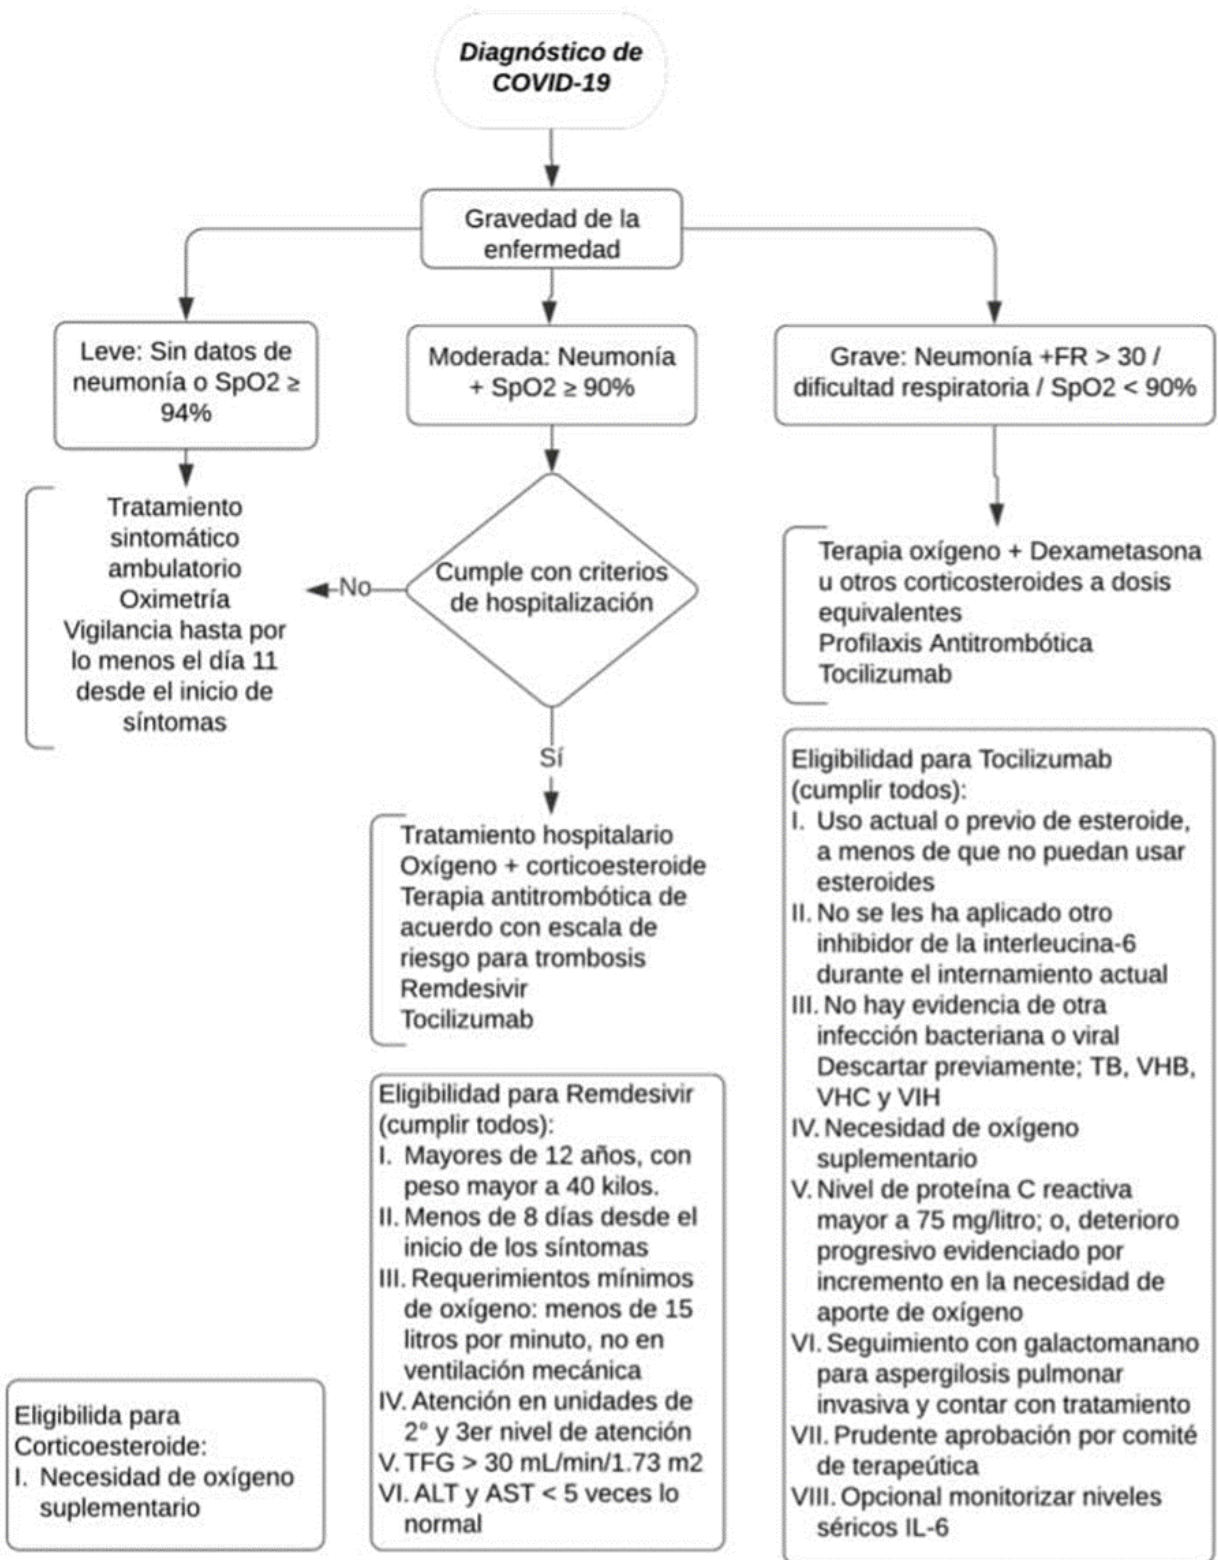 Diagnóstico de
COVID-19
Gravedad de la
enfermedad
Leve: Sin datos de
neumonía o SpO2 ≥
94%
Moderada: Neumonía
+ SpO2 ≥ 90%
Grave: Neumonía +FR > 30 /
dificultad respiratoria / SpO2 < 90%
Tratamiento
sintomático
ambulatorio
Oximetría
Vigilancia hasta por
lo menos el día 11
desde el inicio de
síntomas
No
Cumple con criterios
de hospitalización
Sí
Terapia oxígeno + Dexametasona
u otros corticosteroides a dosis
equivalentes
Profilaxis Antitrombótica
Tocilizumab
Tratamiento hospitalario
Oxígeno + corticoesteroide
Terapia antitrombótica de
acuerdo con escala de
riesgo para trombosis
Remdesivir
Tocilizumab
Eligibilida para
Corticoesteroide:
I. Necesidad de oxígeno
suplementario
Eligibilidad para Remdesivir
(cumplir todos):
I. Mayores de 12 años, con
peso mayor a 40 kilos.
II. Menos de 8 días desde el
inicio de los síntomas
III. Requerimientos mínimos
de oxígeno: menos de 15
litros por minuto, no en
ventilación mecánica
IV. Atención en unidades de
2° y 3er nivel de atención
V. TFG > 30 mL/min/1.73 m2
VI. ALT y AST < 5 veces lo
normal
Eligibilidad para Tocilizumab
(cumplir todos):
I. Uso actual o previo de esteroide,
a menos de que no puedan usar
esteroides
II. No se les ha aplicado otro
inhibidor de la interleucina-6
durante el internamiento actual
III. No hay evidencia de otra
infección bacteriana o viral
Descartar previamente; TB, VHB,
VHC y VIH
IV. Necesidad de oxígeno
suplementario
V. Nivel de proteína C reactiva
mayor a 75 mg/litro; o, deterioro
progresivo evidenciado por
incremento en la necesidad de
aporte de oxígeno
VI. Seguimiento con galactomanano
para aspergilosis pulmonar
invasiva y contar con tratamiento
VII. Prudente aprobación por comité
de terapeútica
VIII. Opcional monitorizar niveles
séricos IL-6